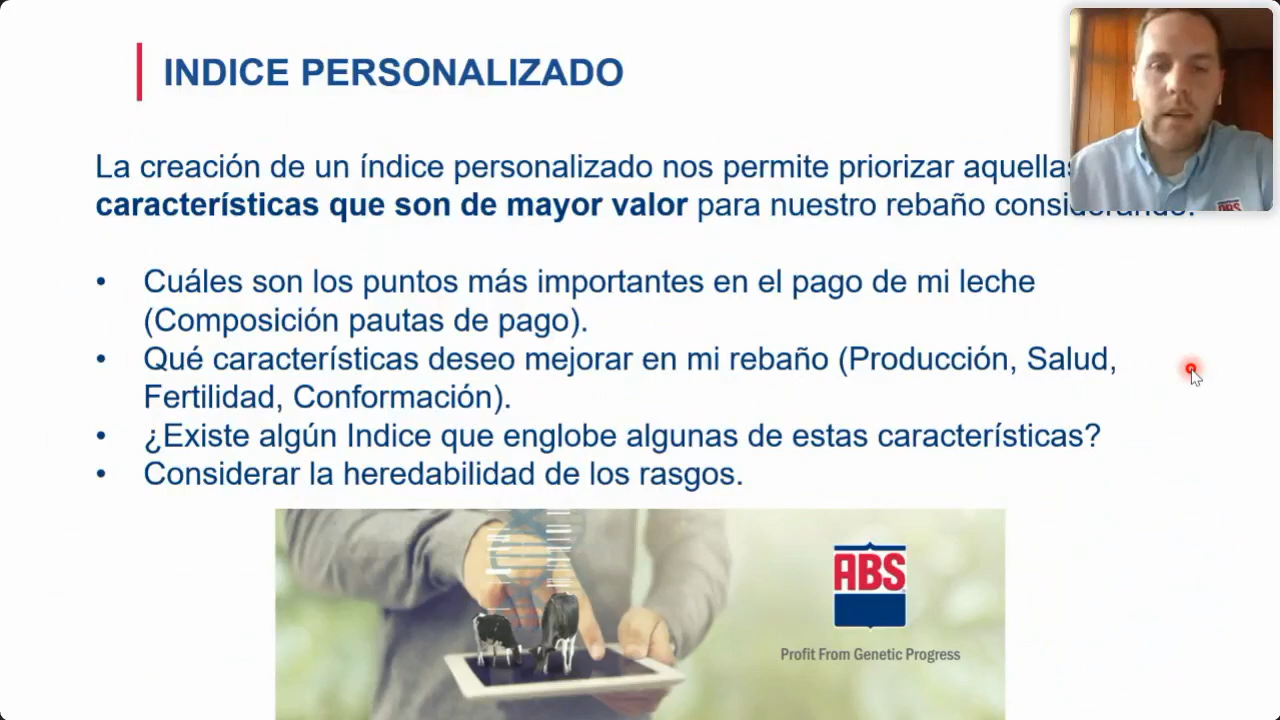 INDICE PERSONALIZADO
La creación de un índice personalizado nos permite priorizar aquellas
características que son de mayor valor para nuestro rebaño considerando:
• Cuáles son los puntos más importantes en el pago de mi leche
(Composición pautas de pago).
• Qué características deseo mejorar en mi rebaño (Producción, Salud,
Fertilidad, Conformación).
• ¿Existe algún Indice que englobe algunas de estas características?
• Considerar la heredabilidad de los rasgos.
ABS
Profit From Genetic Progress
ABS